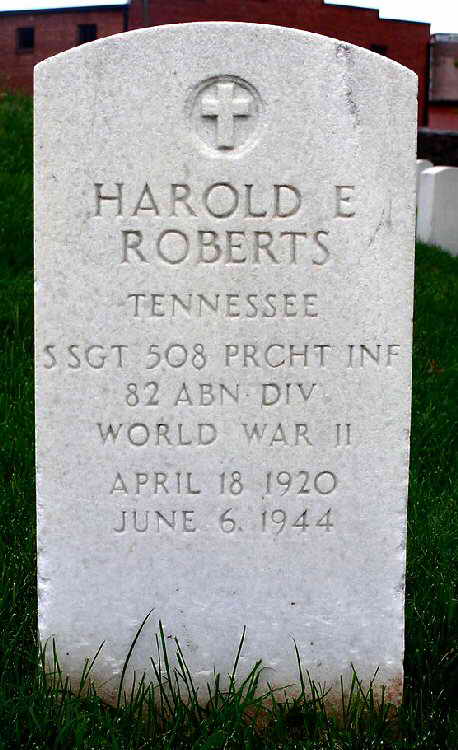 HAROLD E
ROBERTS
TENNESSEE
S SGT 508 PRCHT INF
82 ABN DIV
WORLD WAR II
APRIL 18 1920
JUNE 6 1944